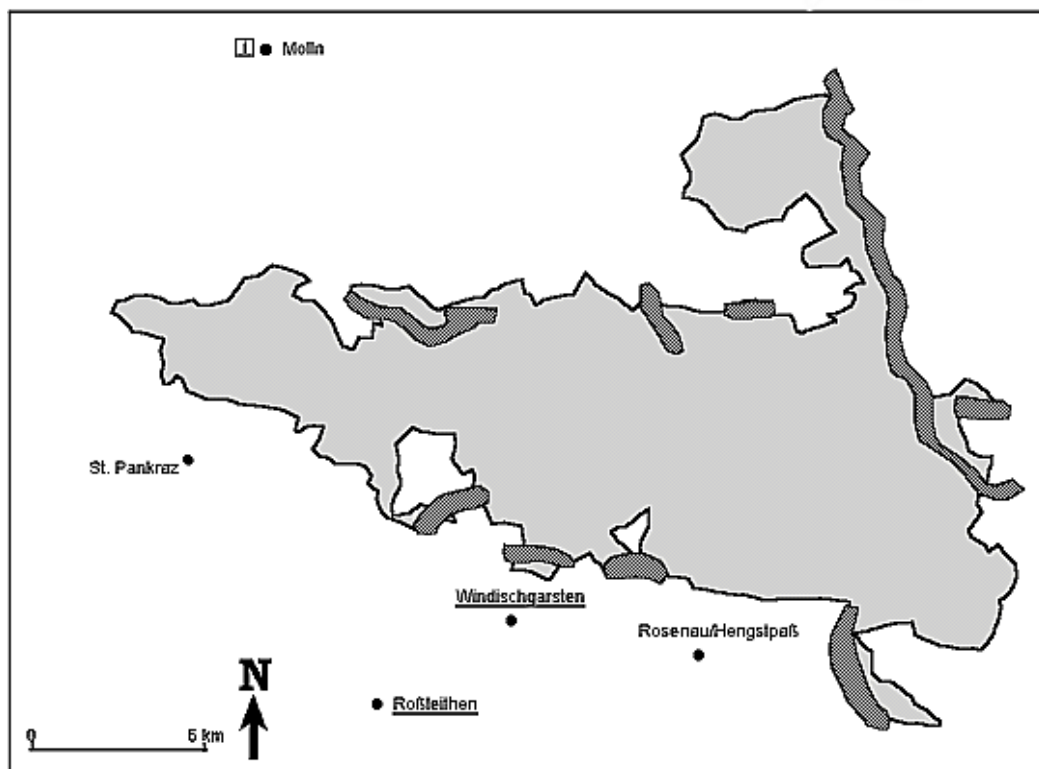 i Molln
St. Pankraz
Windischgarsten
Rosenau/Hengstpaß
N
Roßleithen
0 5 km